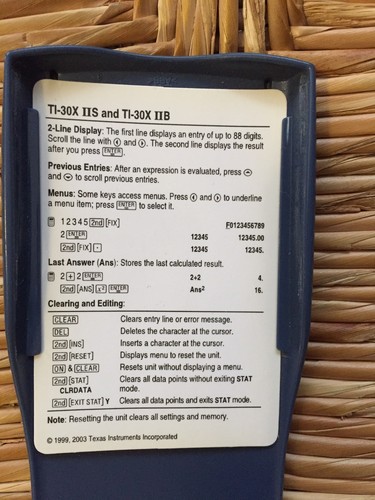 TI-30X IIS and TI-30X IIB
2-Line Display: The first line displays an entry of up to 88 digits.
Scroll the line with ◄ and ►. The second line displays the result
after you press ENTER.
Previous Entries: After an expression is evaluated, press ▲
and ▼ to scroll previous entries.
Menus: Some keys access menus. Press ◄ and ► to underline
a menu item; press ENTER to select it.
12345 2nd [FIX] F0123456789
2 ENTER 12345 12345.00
2nd [FIX] . 12345 12345.
Last Answer (Ans): Stores the last calculated result.
2 + 2 ENTER 2+2 4.
2nd [ANS] x² ENTER Ans² 16.
Clearing and Editing:
CLEAR Clears entry line or error message.
DEL Deletes the character at the cursor.
2nd [INS] Inserts a character at the cursor.
2nd [RESET] Displays menu to reset the unit.
ON & CLEAR Resets unit without displaying a menu.
2nd [STAT] Clears all data points without exiting STAT
CLRDATA mode.
2nd [EXIT STAT] Y Clears all data points and exits STAT mode.
Note: Resetting the unit clears all settings and memory.
© 1999, 2003 Texas Instruments Incorporated